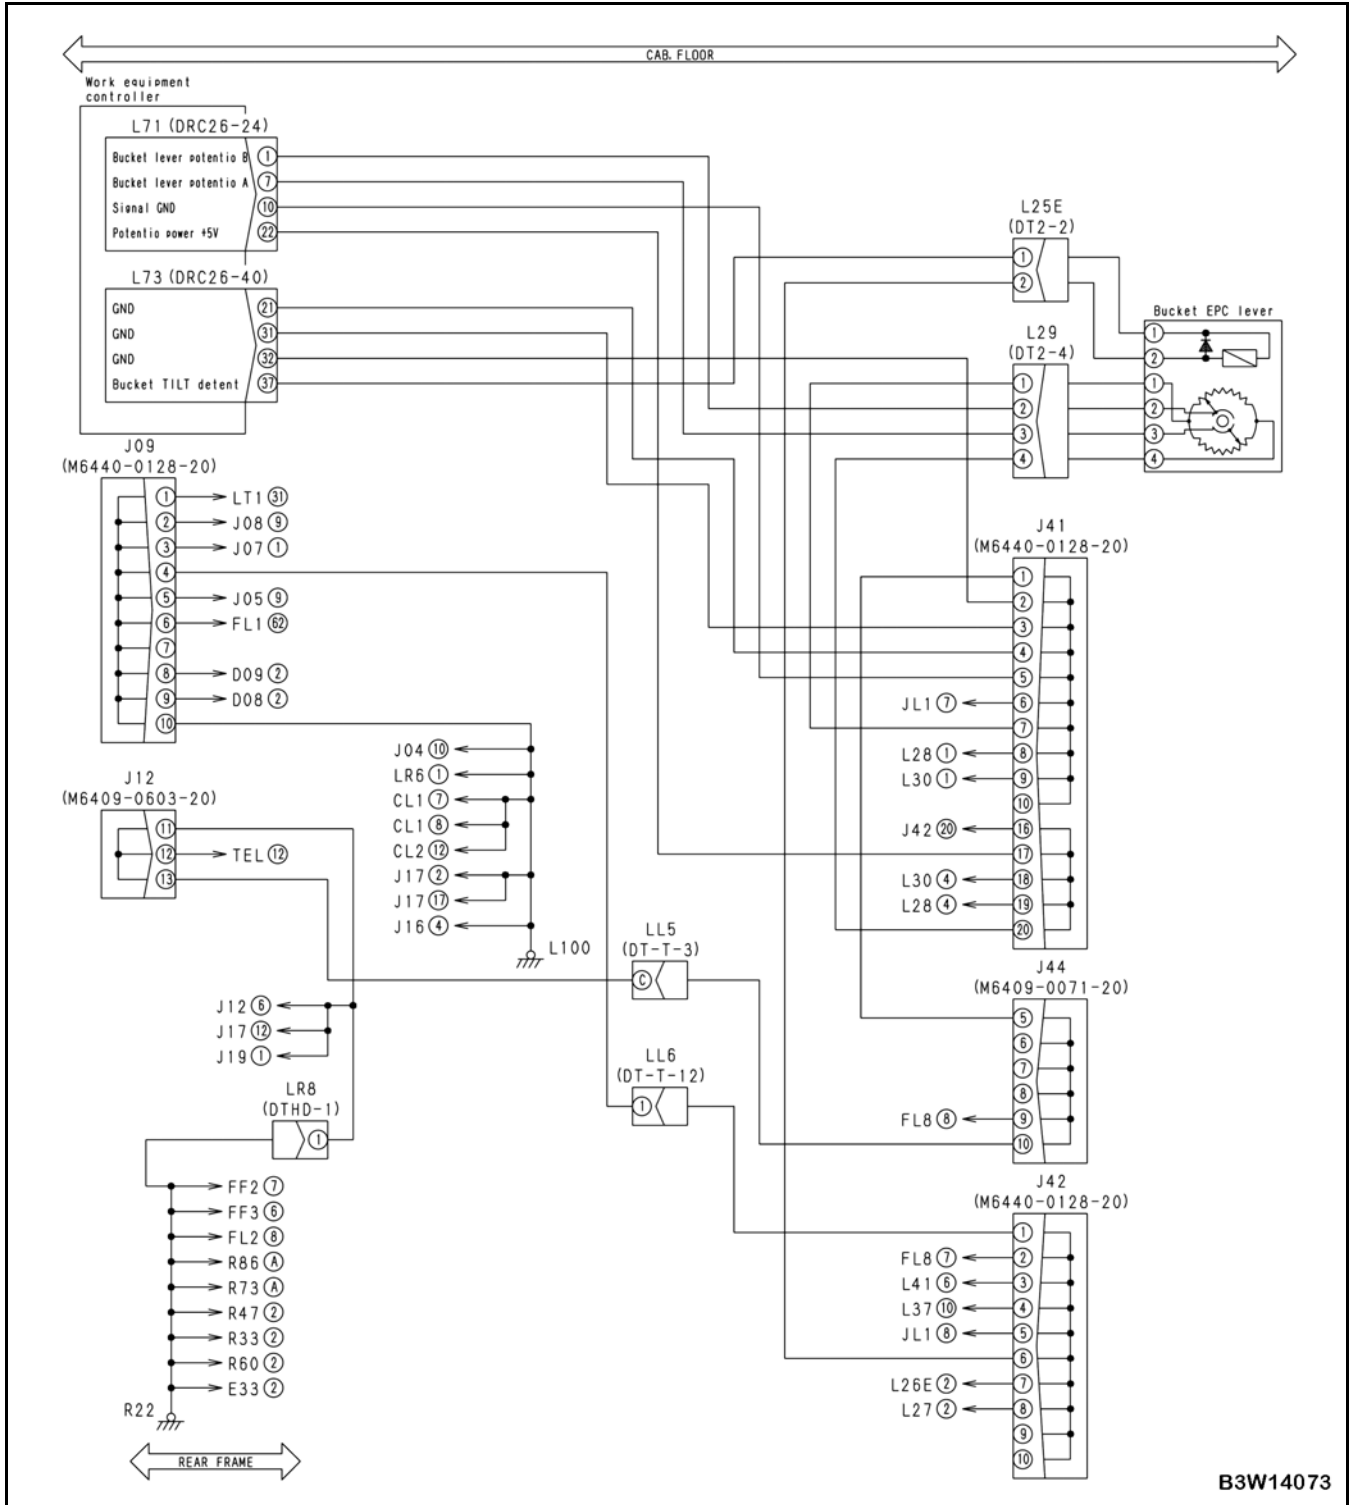 CAB. FLOOR
Work equipment
controller
L71 (DRC26-24)
Bucket lever potentio B 1
Bucket lever potentio A 7
Signal GND 10
Potentio power +5V 22
L73 (DRC26-40)
GND 21
GND 31
GND 32
Bucket TILT detent 37
L25E
(DT2-2)
1
2
L29
(DT2-4)
1
2
3
4
Bucket EPC lever
1
2
1
2
3
4
J09
(M6440-0128-20)
1 LT1 31
2 J08 9
3 J07 1
4
5 J05 9
6 FL1 62
7
8 D09 2
9 D08 2
10
J12
(M6409-0603-20)
11
12 TEL 12
13
J04 10
LR6 1
CL1 7
CL1 8
CL2 12
J17 2
J17 17
J16 4
L100
J12 6
J17 12
J19 1
LR8
(DTHD-1)
1
FF2 7
FF3 6
FL2 8
R86 A
R73 A
R47 2
R33 2
R60 2
E33 2
R22
REAR FRAME
LL5
(DT-T-3)
C
LL6
(DT-T-12)
1
J41
(M6440-0128-20)
1
2
3
4
5
JL1 7 6
7
L28 1 8
L30 1 9
10
J42 20 16
17
L30 4 18
L28 4 19
20
J44
(M6409-0071-20)
5
6
7
8
FL8 8 9
10
J42
(M6440-0128-20)
1
FL8 7 2
L41 6 3
L37 10 4
JL1 8 5
6
L26E 2 7
L27 2 8
9
10
B3W14073